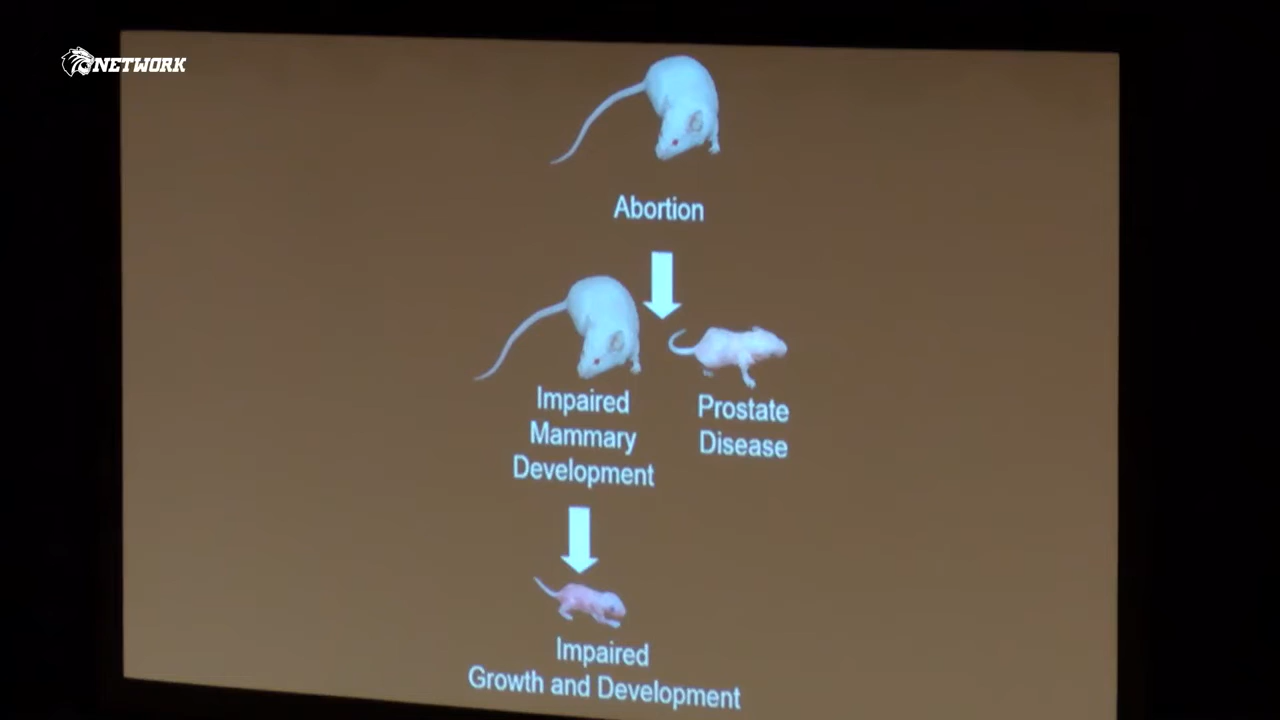 NETWORK
Abortion
Impaired
Mammary
Development
Prostate
Disease
Impaired
Growth and Development